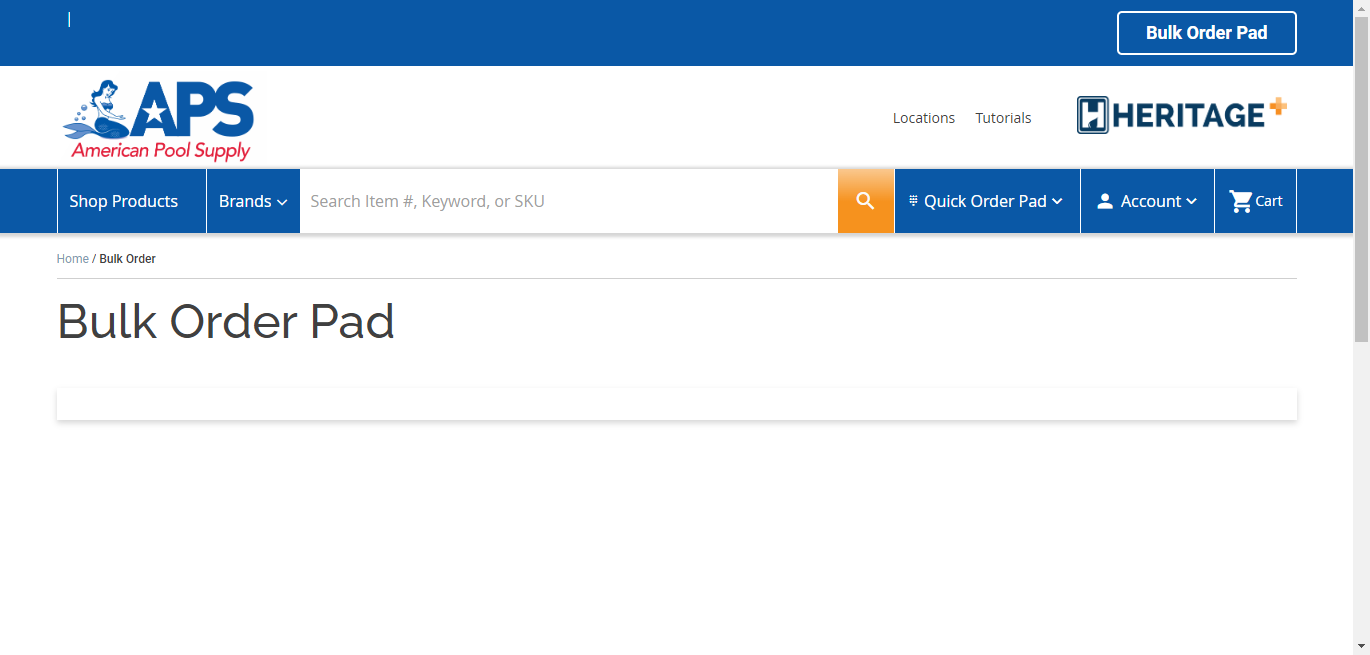 |
Bulk Order Pad
APS
American Pool Supply
Locations Tutorials
HERITAGE+
Shop Products Brands Search Item #, Keyword, or SKU Quick Order Pad Account Cart
Home / Bulk Order
Bulk Order Pad